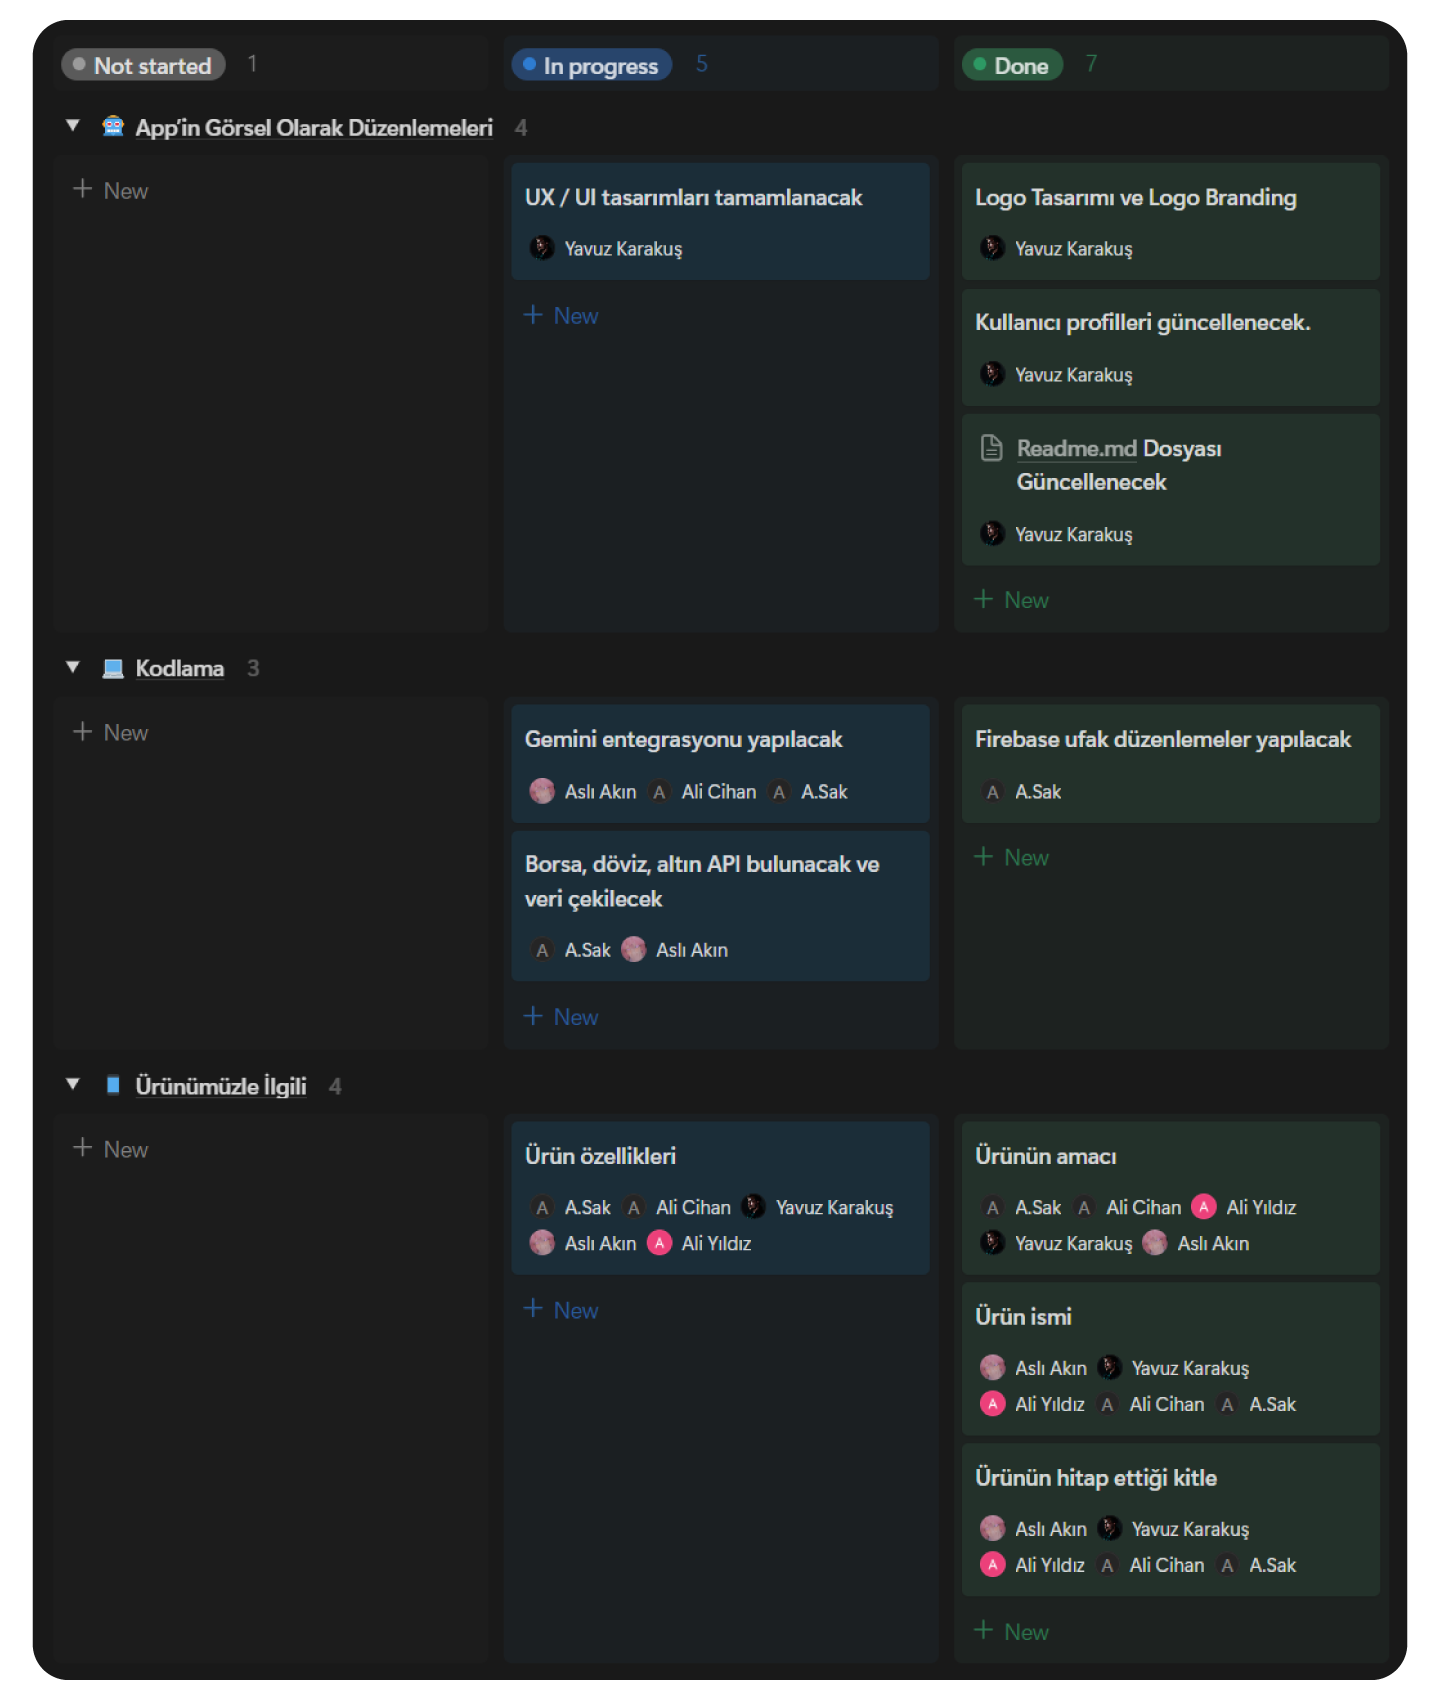 Not started 1
In progress 5
Done 7
App'in Görsel Olarak Düzenlemeleri 4
+ New
UX / UI tasarımları tamamlanacak
Yavuz Karakuş
+ New
Logo Tasarımı ve Logo Branding
Yavuz Karakuş
Kullanıcı profilleri güncellenecek.
Yavuz Karakuş
Readme.md Dosyası
Güncellenecek
Yavuz Karakuş
+ New
Kodlama 3
+ New
Gemini entegrasyonu yapılacak
Aslı Akın A Ali Cihan A A.Sak
Borsa, döviz, altın API bulunacak ve
veri çekilecek
A A.Sak Aslı Akın
+ New
Firebase ufak düzenlemeler yapılacak
A A.Sak
+ New
Ürünümüzle İlgili 4
+ New
Ürün özellikleri
A A.Sak A Ali Cihan Yavuz Karakuş
Aslı Akın A Ali Yıldız
+ New
Ürünün amacı
A A.Sak A Ali Cihan A Ali Yıldız
Yavuz Karakuş Aslı Akın
Ürün ismi
Aslı Akın Yavuz Karakuş
A Ali Yıldız A Ali Cihan A A.Sak
Ürünün hitap ettiği kitle
Aslı Akın Yavuz Karakuş
A Ali Yıldız A Ali Cihan A A.Sak
+ New